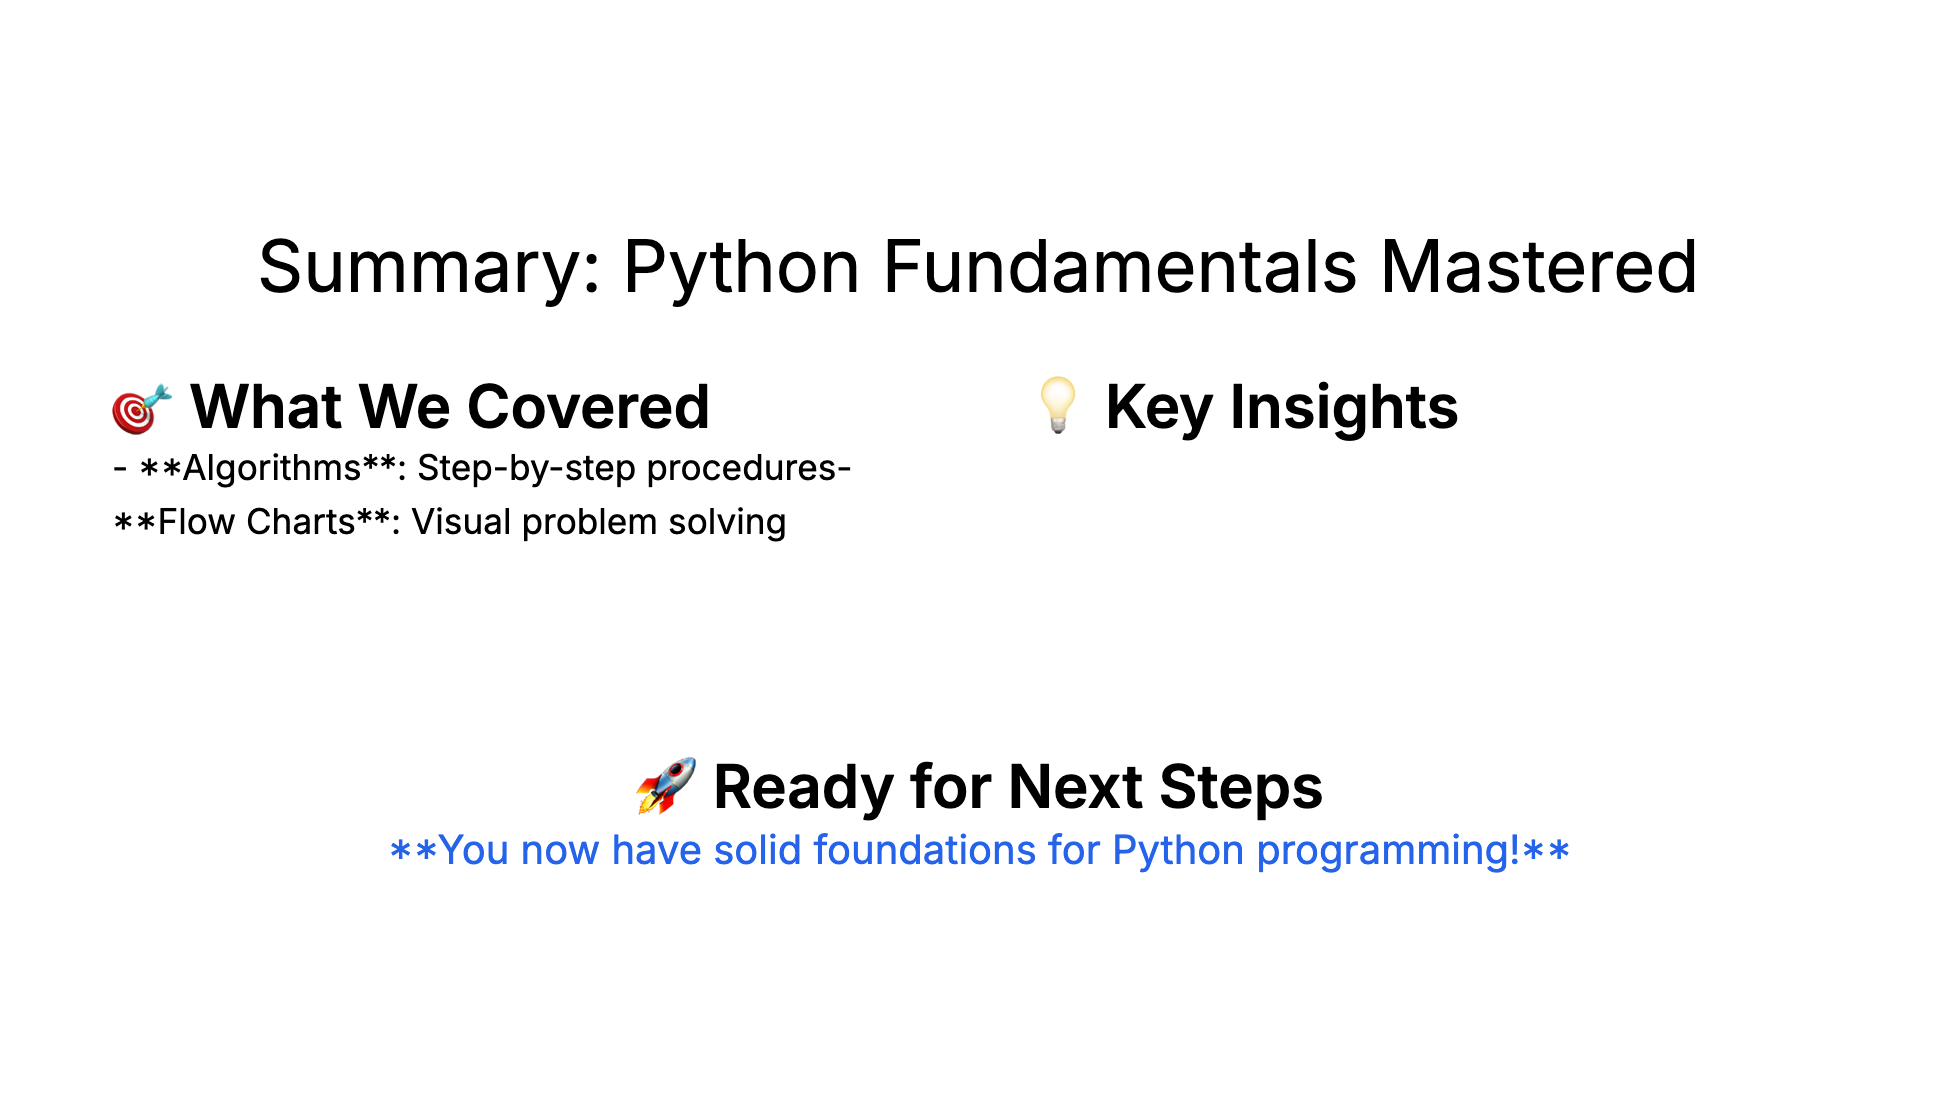 Summary: Python Fundamentals Mastered
🎯 What We Covered
- **Algorithms**: Step-by-step procedures-
**Flow Charts**: Visual problem solving
💡 Key Insights
🚀 Ready for Next Steps
**You now have solid foundations for Python programming!**